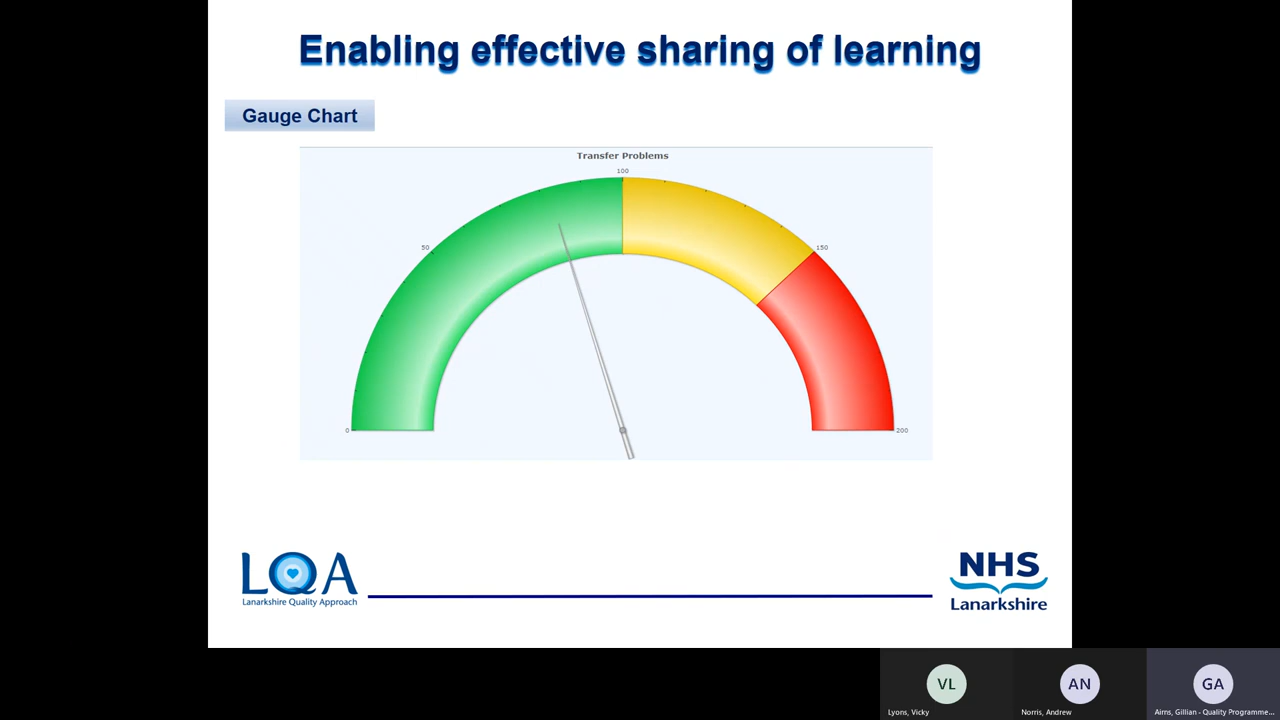 Enabling effective sharing of learning
Gauge Chart
Transfer Problems
100
50
150
0
200
LQA
Lanarkshire Quality Approach
NHS
Lanarkshire
VL
AN
GA
Lyons, Vicky
Norris, Andrew
Airns, Gillian - Quality Programme...